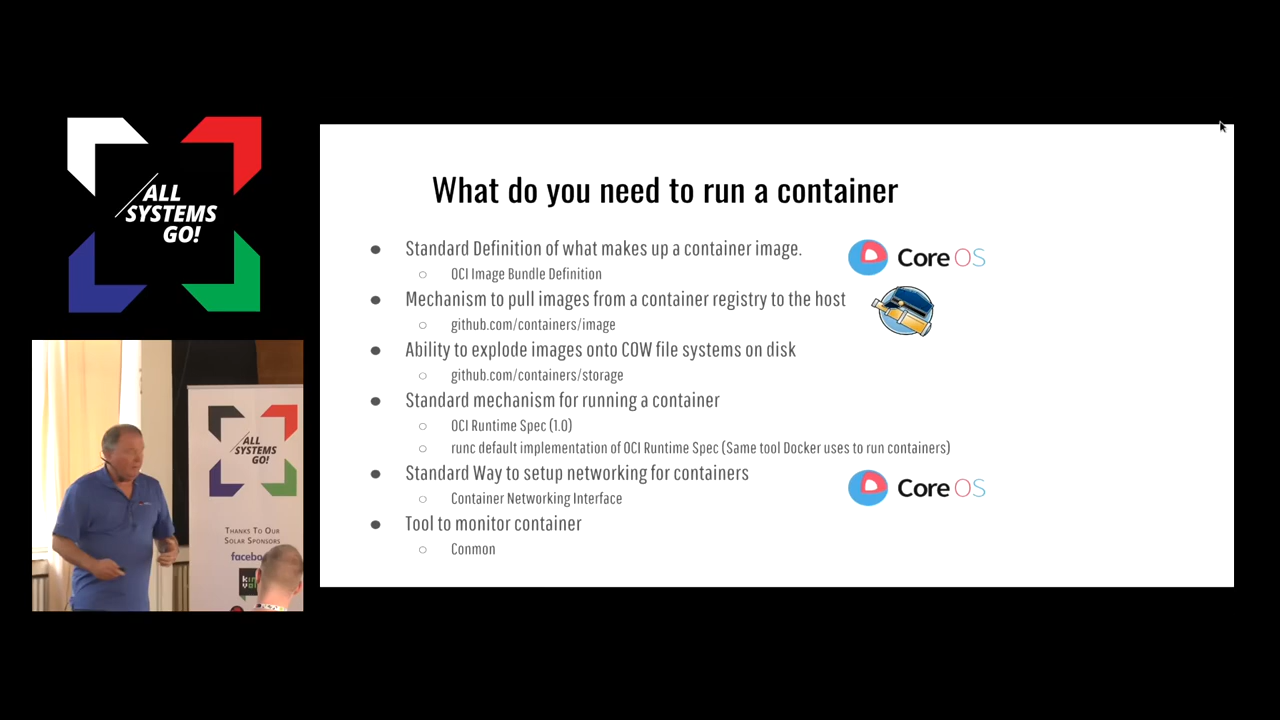 ALL
SYSTEMS
GO!
What do you need to run a container
Standard Definition of what makes up a container image.
OCI Image Bundle Definition
Mechanism to pull images from a container registry to the host
github.com/containers/image
Ability to explode images onto COW file systems on disk
github.com/containers/storage
Standard mechanism for running a container
OCI Runtime Spec (1.0)
runc default implementation of OCI Runtime Spec (Same tool Docker uses to run containers)
Standard Way to setup networking for containers
Container Networking Interface
Tool to monitor container
Conmon
Core OS
Core OS
ALL
SYSTEMS
GO!
THANKS TO OUR
SOLAR SPONSORS